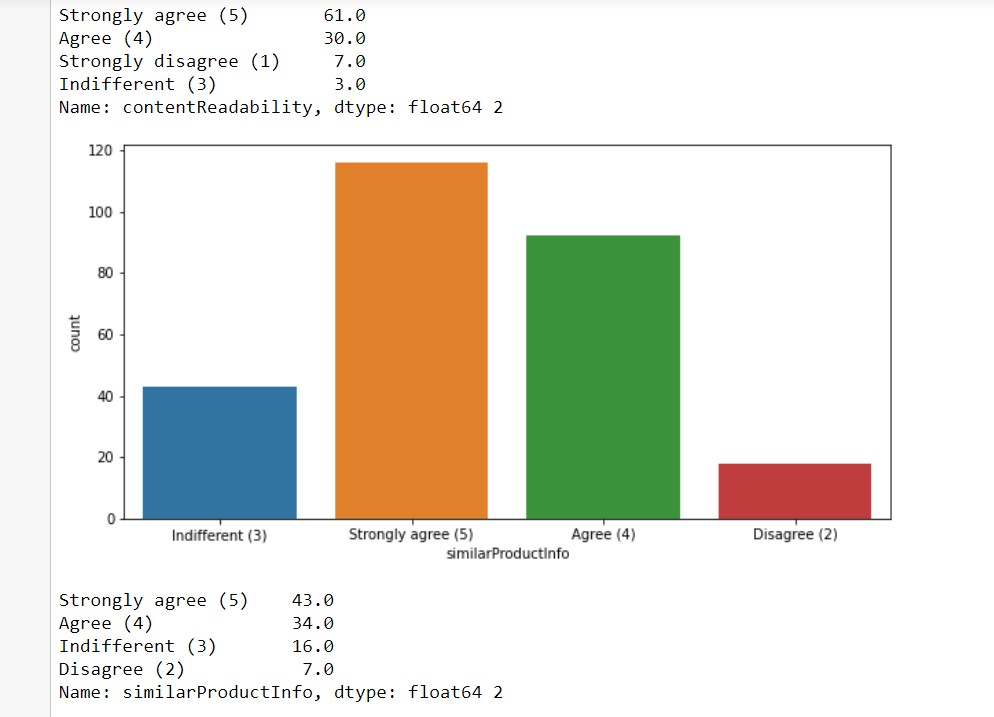 Strongly agree (5) 61.0
Agree (4) 30.0
Strongly disagree (1) 7.0
Indifferent (3) 3.0
Name: contentReadability, dtype: float64 2
120
100
80
60
40
20
0
count
Indifferent (3) Strongly agree (5) Agree (4) Disagree (2)
similarProductInfo
Strongly agree (5) 43.0
Agree (4) 34.0
Indifferent (3) 16.0
Disagree (2) 7.0
Name: similarProductInfo, dtype: float64 2